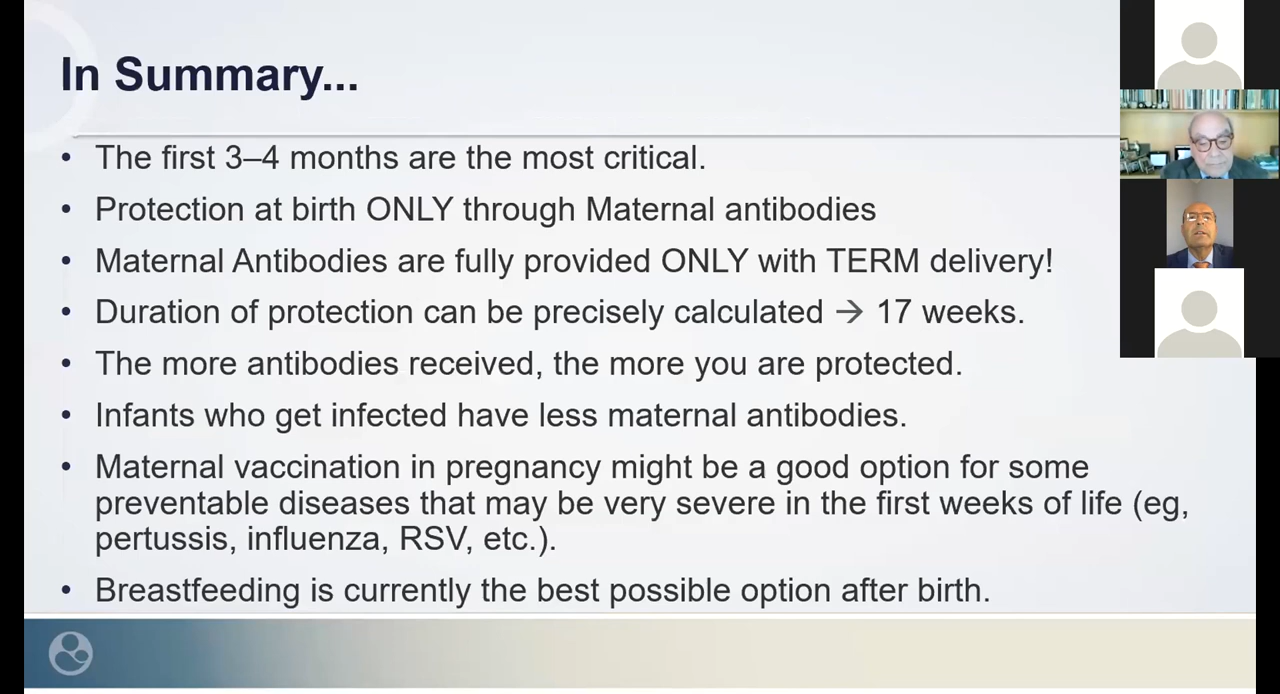 In Summary...
• The first 3–4 months are the most critical.
• Protection at birth ONLY through Maternal antibodies
• Maternal Antibodies are fully provided ONLY with TERM delivery!
• Duration of protection can be precisely calculated → 17 weeks.
• The more antibodies received, the more you are protected.
• Infants who get infected have less maternal antibodies.
• Maternal vaccination in pregnancy might be a good option for some
preventable diseases that may be very severe in the first weeks of life (eg,
pertussis, influenza, RSV, etc.).
• Breastfeeding is currently the best possible option after birth.